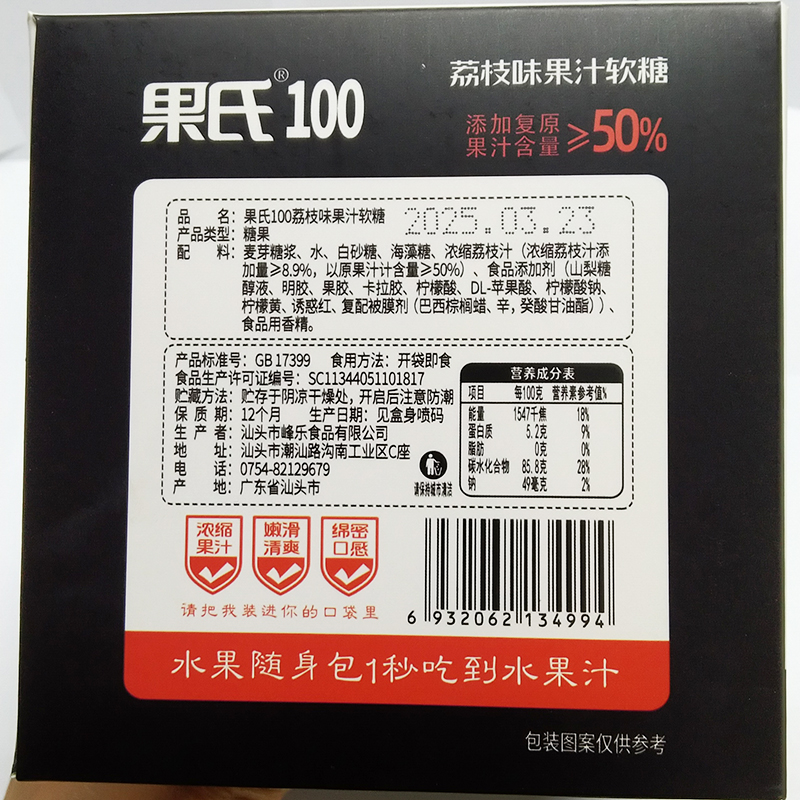 果氏®100
荔枝味果汁软糖
添加复原
果汁含量
≥50%
品 名：果氏100荔枝味果汁软糖
2025.03.23
产品类型：糖果
配 料：麦芽糖浆、水、白砂糖、海藻糖、浓缩荔枝汁（浓缩荔枝汁添
加量≥8.9%，以原果汁计含量≥50%）、食品添加剂（山梨糖
醇液、明胶、果胶、卡拉胶、柠檬酸、DL-苹果酸、柠檬酸钠、
柠檬黄、诱惑红、复配被膜剂（巴西棕榈蜡、辛，癸酸甘油酯））、
食品用香精。
产品标准号：GB 17399 食用方法：开袋即食
食品生产许可证编号：SC11344051101817
贮藏方法：贮存于阴凉干燥处，开启后注意防潮
保 质 期：12个月 生产日期：见盒身喷码
生 产 者：汕头市峰乐食品有限公司
地 址：汕头市潮汕路沟南工业区C座
电 话：0754-82129679
产 地：广东省汕头市
请保持城市清洁
营养成分表
项目 每100克 营养素参考值%
能量 1547千焦 18%
蛋白质 5.2克 9%
脂肪 0克 0%
碳水化合物 85.8克 28%
钠 49毫克 2%
浓缩
果汁
嫩滑
清爽
绵密
口感
请把我装进你的口袋里
6 932062 134994
水果随身包1秒吃到水果汁
包装图案仅供参考